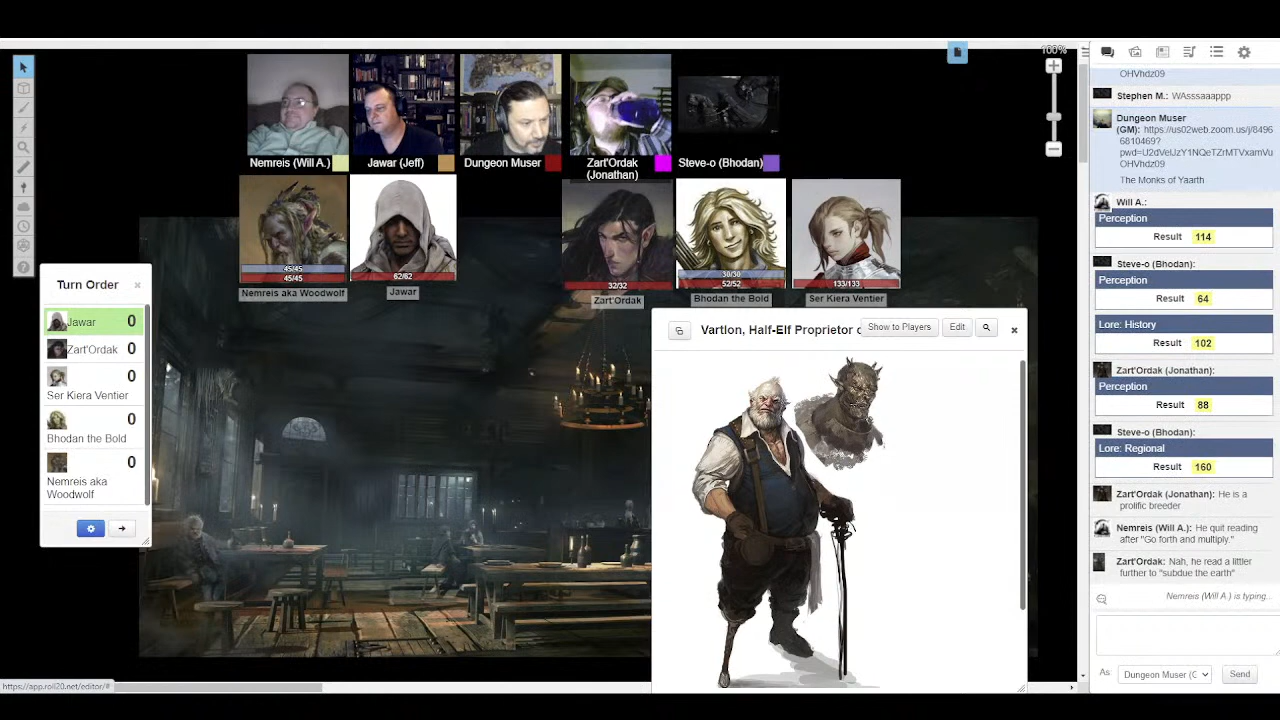 100%
OHVhdz09
Stephen M.: WAsssaaappp
Dungeon Muser
(GM): https://us02web.zoom.us/j/8496
6810469?
pwd=U2dVelJzY1NQeTZrMTVxamVu
OHVhdz09
The Monks of Yaarth
Will A.:
Perception
Result 114
Steve-o (Bhodan):
Perception
Result 64
Lore: History
Result 102
Zart'Ordak (Jonathan):
Perception
Result 88
Steve-o (Bhodan):
Lore: Regional
Result 160
Zart'Ordak (Jonathan): He is a
prolific breeder
Nemreis (Will A.): He quit reading
after "Go forth and multiply."
Zart'Ordak: Nah, he read a littler
further to "subdue the earth"
Nemreis (Will A.) is typing...
As:
Dungeon Muser (G
Send
Nemreis (Will A.)
Jawar (Jeff)
Dungeon Muser
Zart'Ordak
(Jonathan)
Steve-o (Bhodan)
45/45
45/45
Nemreis aka Woodwolf
62/62
Jawar
32/32
Zart'Ordak
38/38
52/52
Bhodan the Bold
133/133
Ser Kiera Ventier
Turn Order
×
Jawar 0
Zart'Ordak 0
0
Ser Kiera Ventier
0
Bhodan the Bold
0
Nemreis aka
Woodwolf
Vartlon, Half-Elf Proprietor
Show to Players
Edit
×
https://app.roll20.net/editor/#